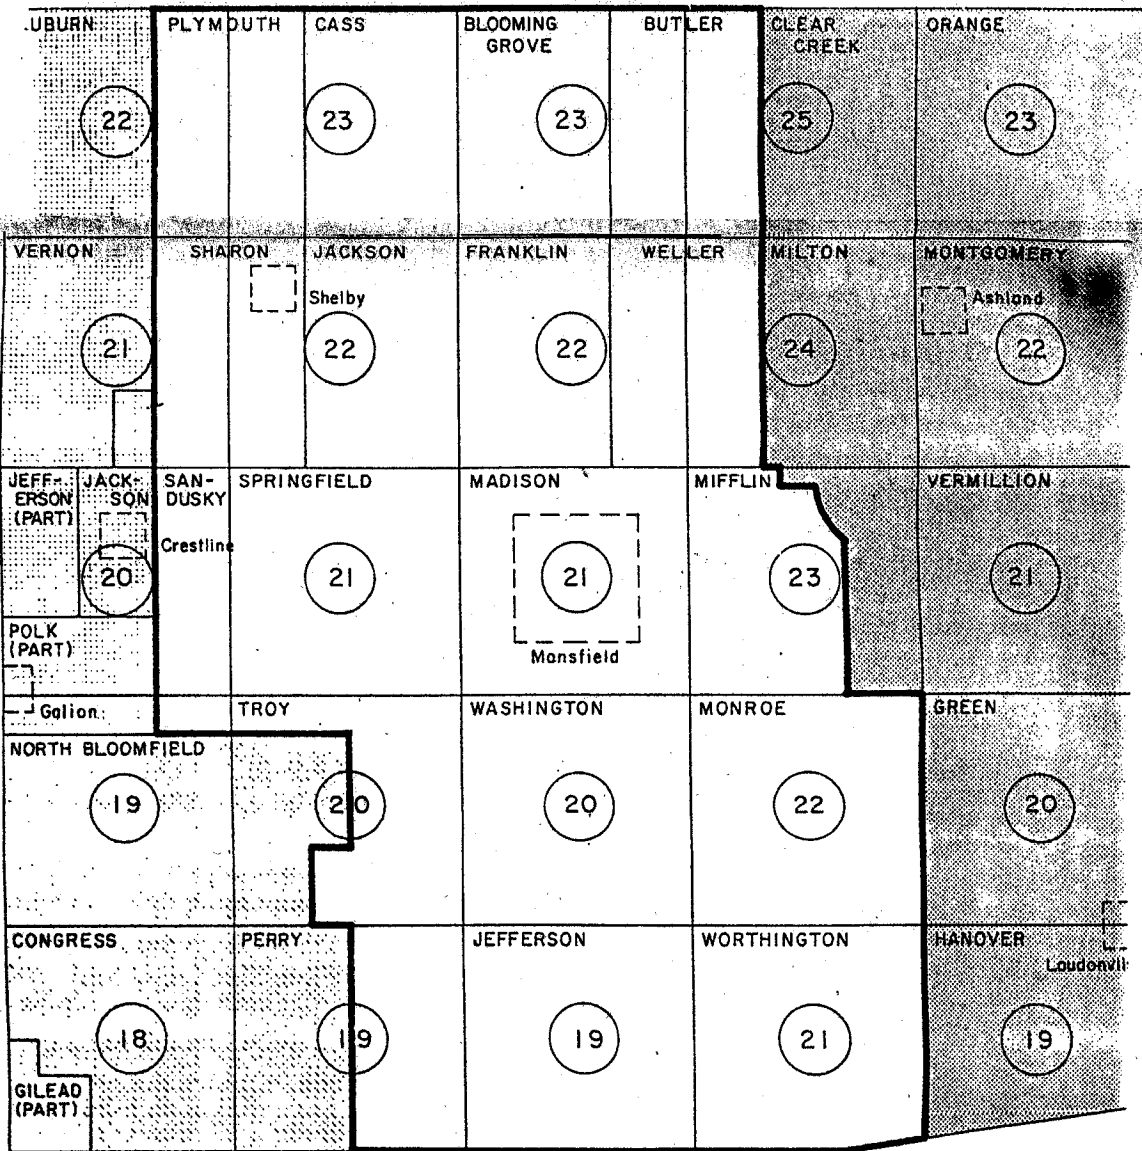 .UBURN
PLYMOUTH
CASS
BLOOMING
GROVE
BUTLER
CLEAR
CREEK
ORANGE
22
23
23
25
23
VERNON
SHARON
JACKSON
FRANKLIN
WELLER
MILTON
MONTGOMERY
Shelby
Ashland
21
22
22
24
22
JEFF-
ERSON
(PART)
JACK-
SON
SAN-
DUSKY
SPRINGFIELD
MADISON
MIFFLIN
VERMILLION
Crestline
20
21
21
23
21
POLK
(PART)
Mansfield
Galion
TROY
WASHINGTON
MONROE
GREEN
NORTH BLOOMFIELD
19
20
20
22
20
CONGRESS
PERRY
JEFFERSON
WORTHINGTON
HANOVER
Loudonvil
18
19
19
21
19
GILEAD
(PART)